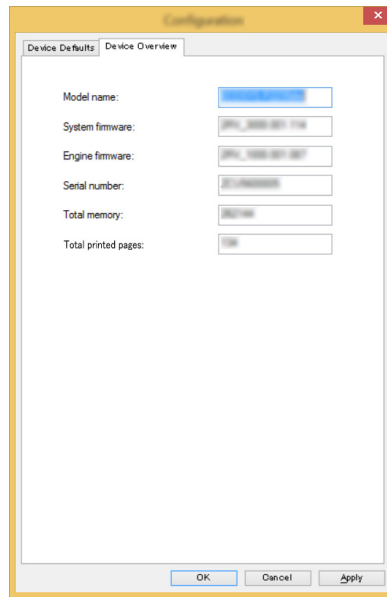 Configuration
Device Defaults Device Overview
Model name:
System firmware:
Engine firmware:
Serial number:
Total memory:
Total printed pages:
OK Cancel Apply